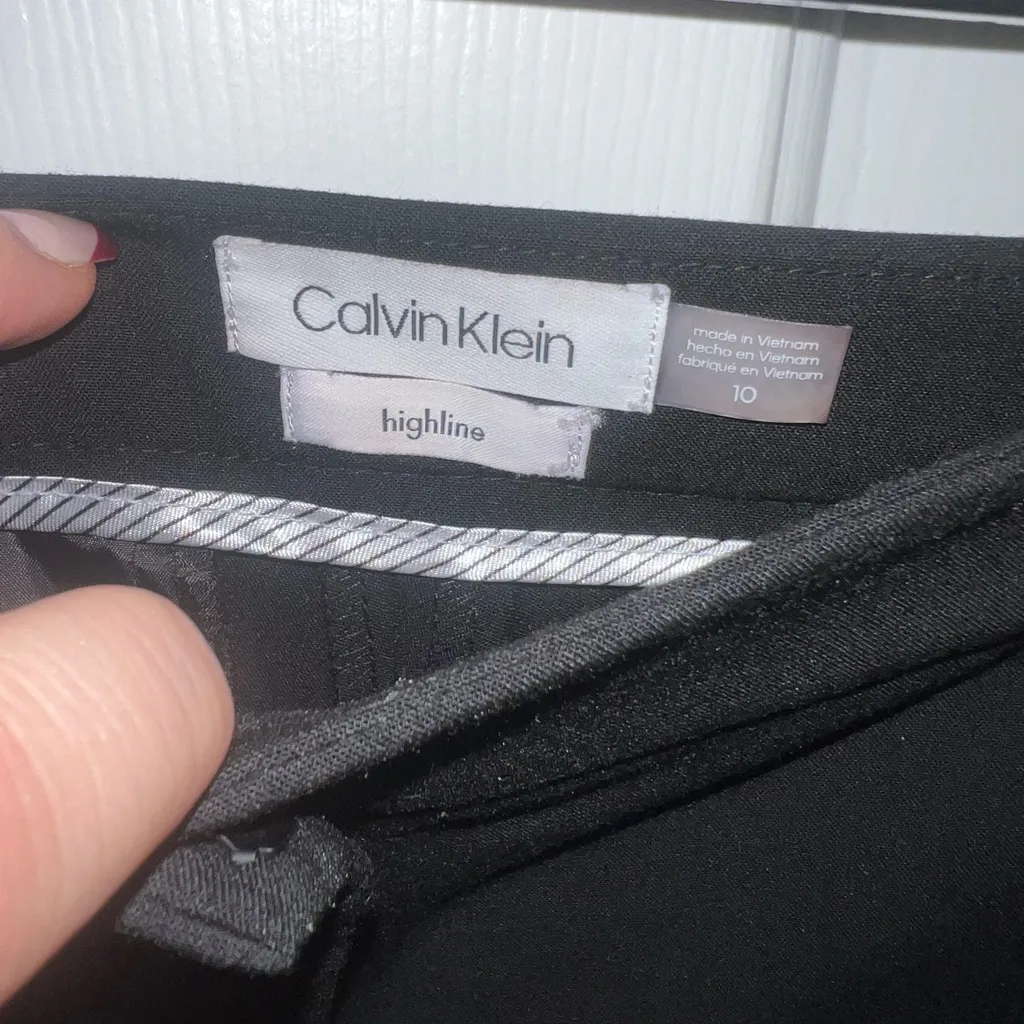 Calvin Klein
highline
made in Vietnam
hecho en Vietnam
fabriqué en Vietnam
10